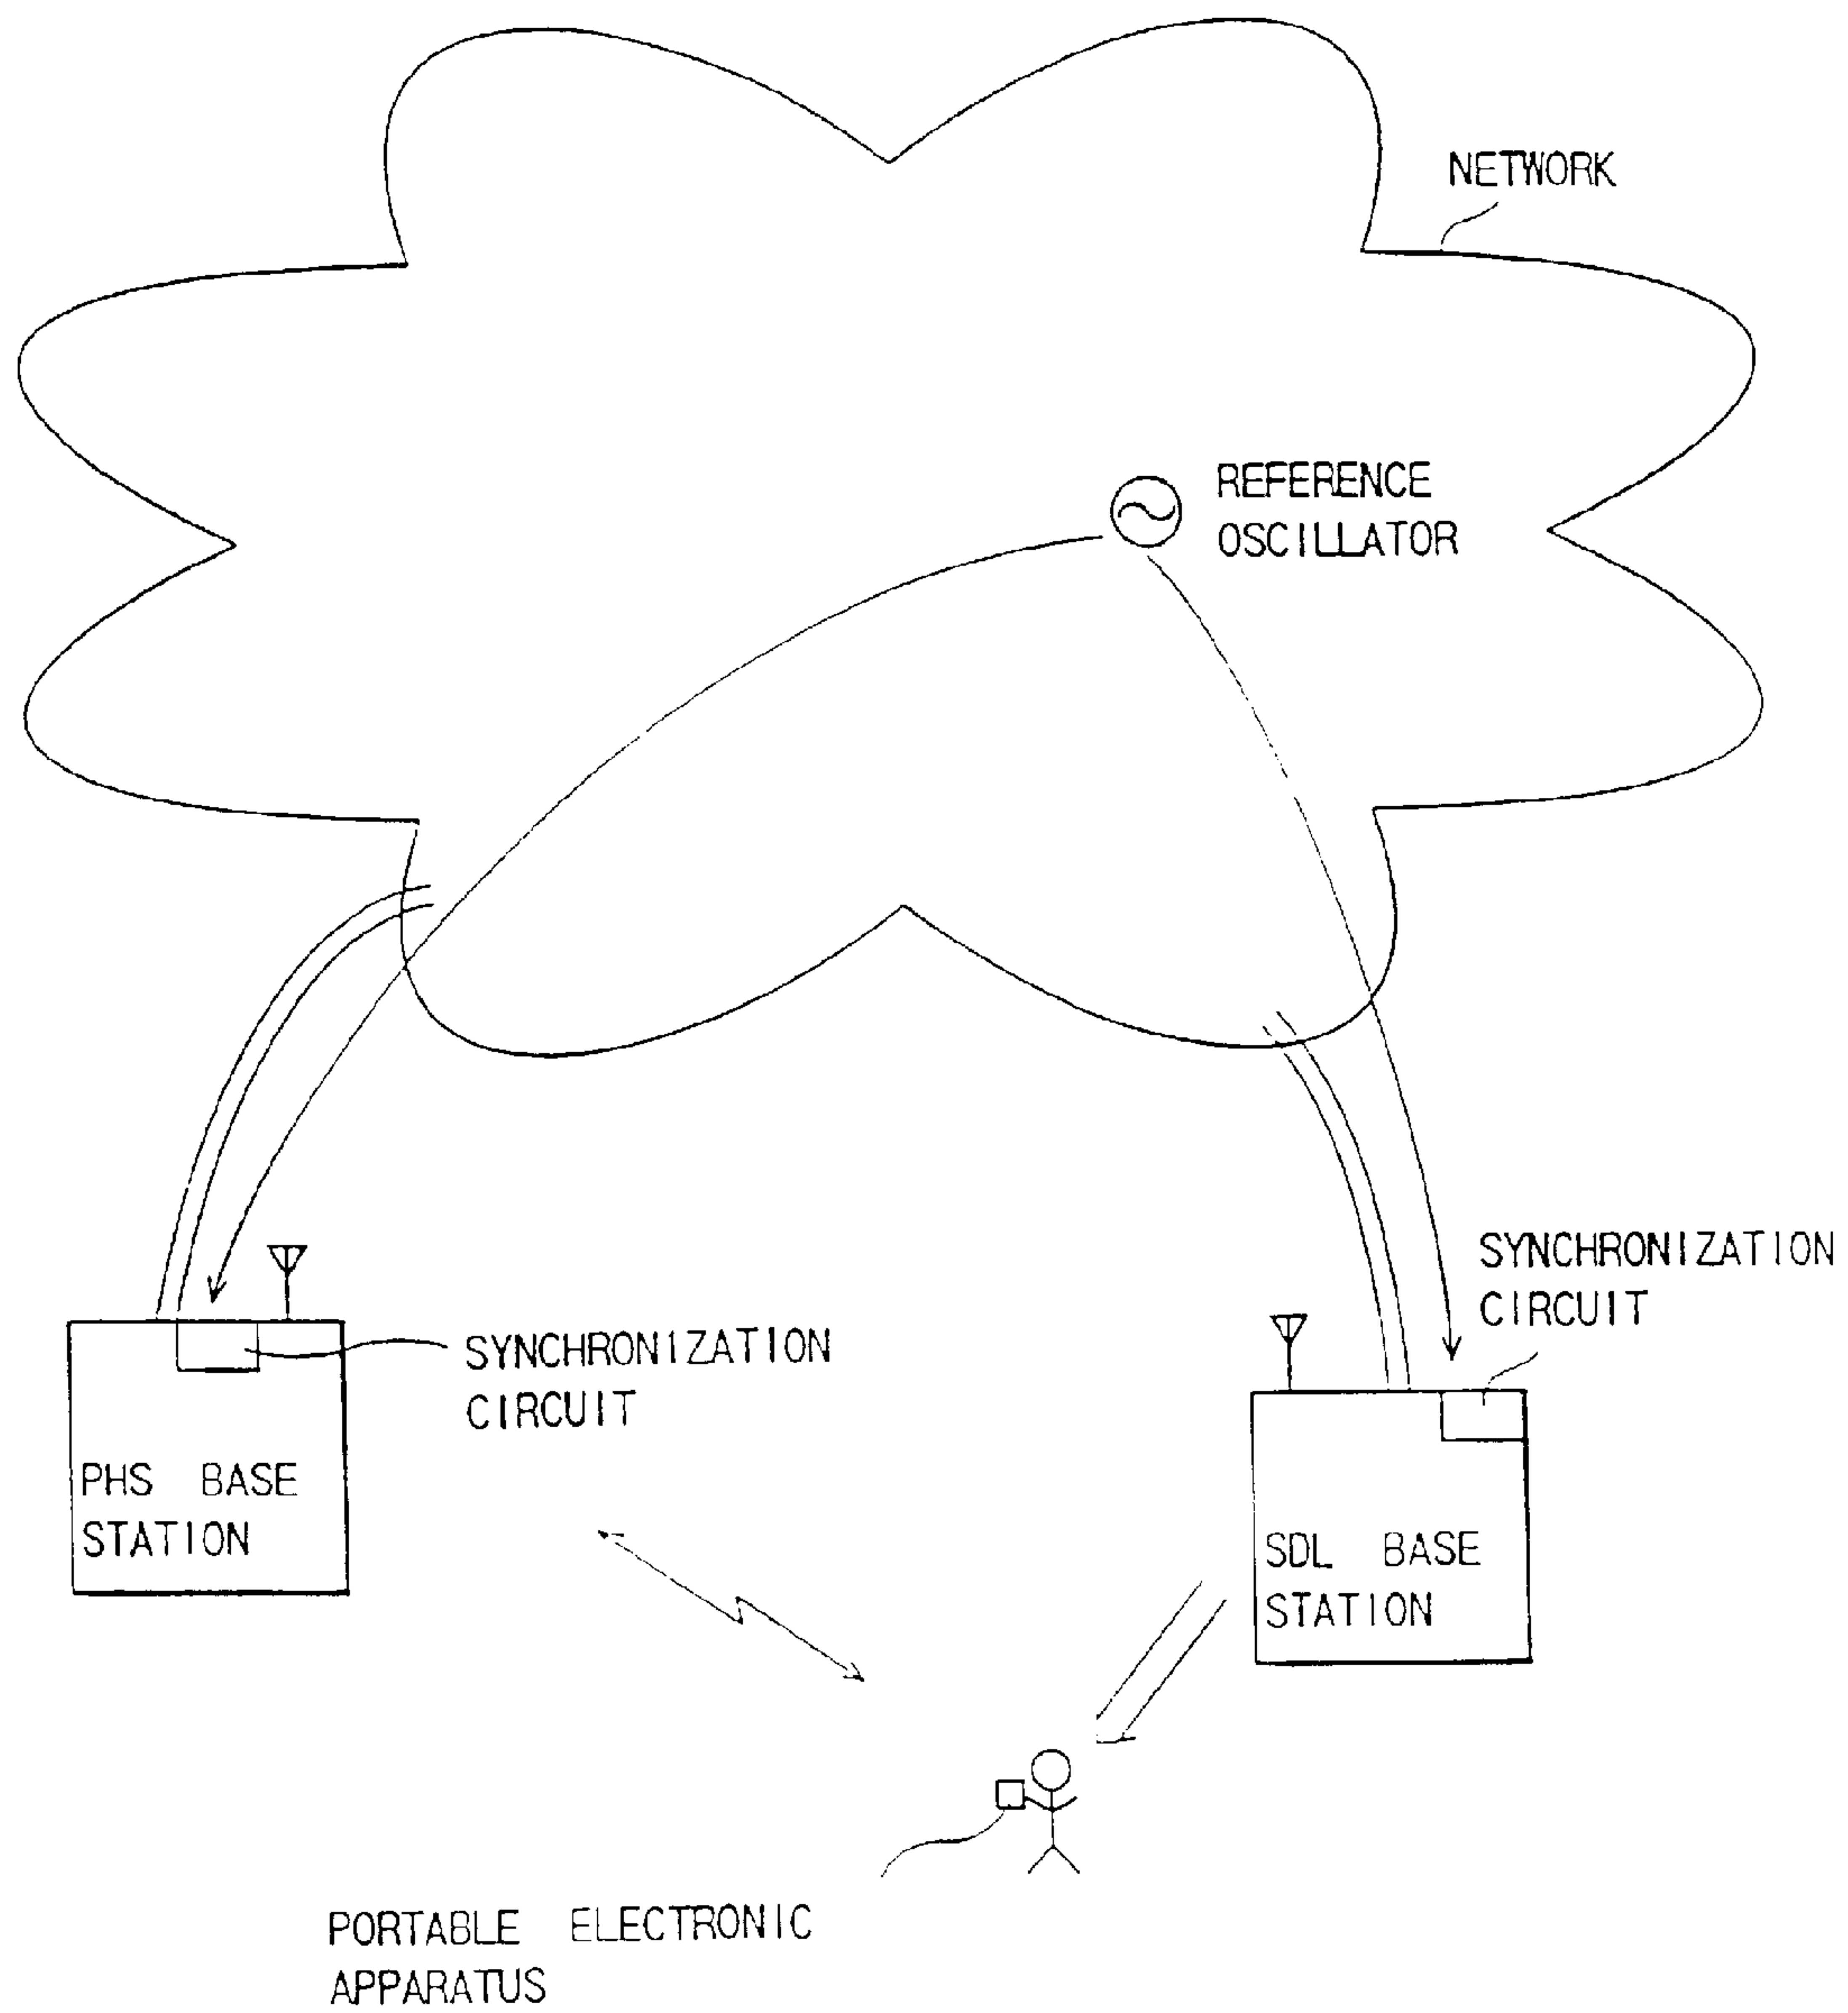 NETWORK
REFERENCE
OSCILLATOR
SYNCHRONIZATION
CIRCUIT
SYNCHRONIZATION
CIRCUIT
PHS BASE
STATION
SDL BASE
STATION
PORTABLE ELECTRONIC
APPARATUS